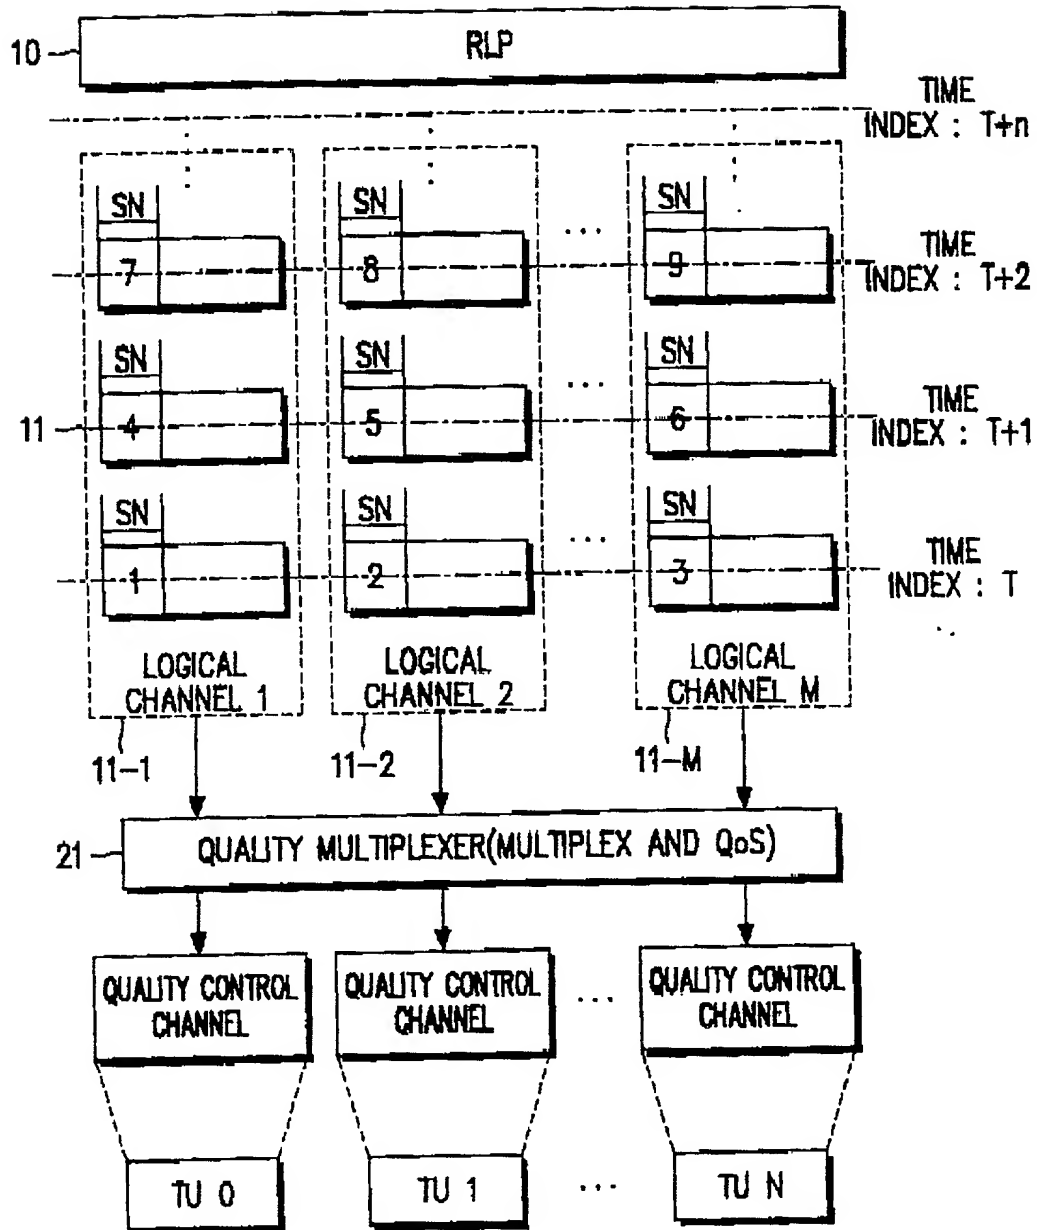 10
RLP
TIME
INDEX : T+n
SN
SN
SN
...
7
8
9
TIME
INDEX : T+2
SN
SN
SN
...
11
4
5
6
TIME
INDEX : T+1
SN
SN
SN
...
1
2
3
TIME
INDEX : T
LOGICAL
CHANNEL 1
LOGICAL
CHANNEL 2
LOGICAL
CHANNEL M
11-1
11-2
11-M
21
QUALITY MULTIPLEXER(MULTIPLEX AND QoS)
QUALITY CONTROL
CHANNEL
QUALITY CONTROL
CHANNEL
...
QUALITY CONTROL
CHANNEL
TU 0
TU 1
...
TU N